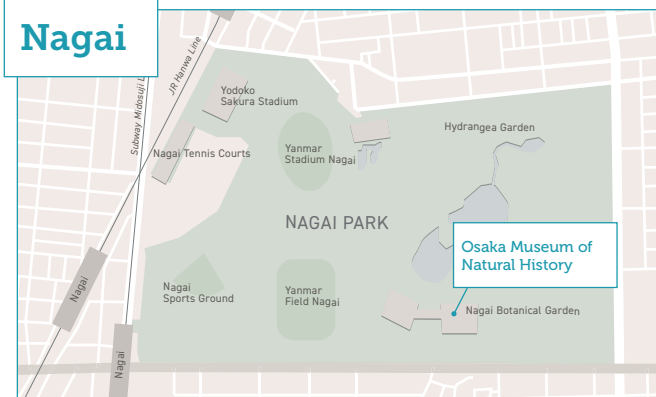 Nagai
JR Hanwa Line
Subway Midosuji L
Yodoko
Sakura Stadium
Nagai Tennis Courts
Yanmar
Stadium Nagai
Hydrangea Garden
NAGAI PARK
Osaka Museum of
Natural History
Nagai
Sports Ground
Yanmar
Field Nagai
Nagai Botanical Garden
Nagai
Nagai